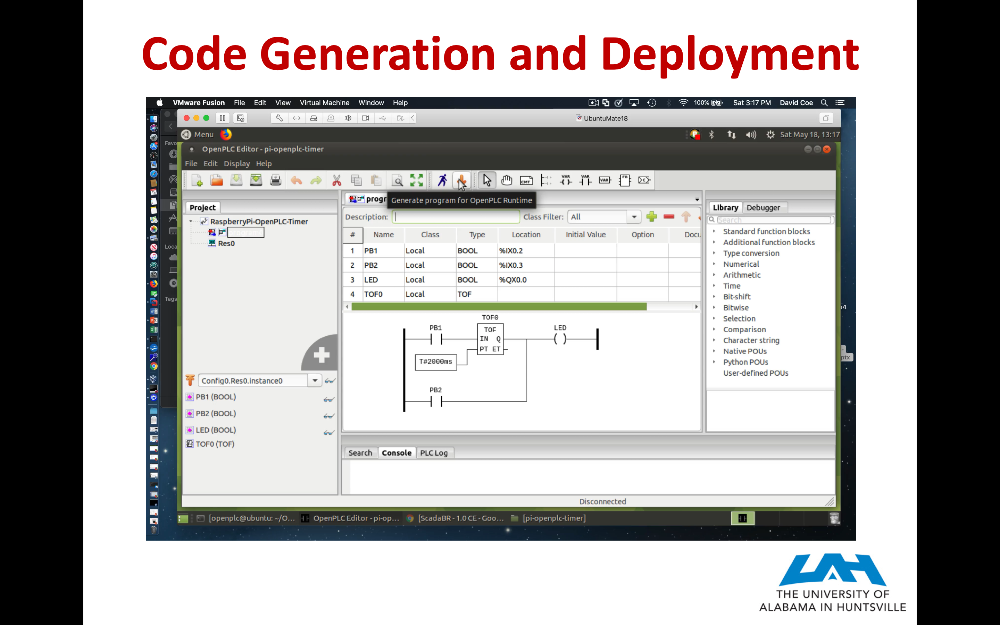 Code Generation and Deployment
VMware Fusion File Edit View Virtual Machine Window Help 100% Sat 3:17 PM David Coe
UbuntuMate18
Menu Sat May 18, 13:17
Favo
OpenPLC Editor - pi-openplc-timer
File Edit Display Help
CMT VAR VAR VAR FB
Generate program for OpenPLC Runtime
Project
progr
Description: Class Filter: All
RaspberryPi-OpenPLC-Timer
Res0
Loca
Tags
# Name Class Type Location Initial Value Option Docu
1 PB1 Local BOOL %IX0.2
2 PB2 Local BOOL %IX0.3
3 LED Local BOOL %QX0.0
4 TOF0 Local TOF
TOF0
PB1 TOF LED
IN Q
PT ET
T#2000ms
PB2
Library Debugger
Search
Standard function blocks
Additional function blocks
Type conversion
Numerical
Arithmetic
Time
Bit-shift
Bitwise
Selection
Comparison
Character string
Native POUs
Python POUs
User-defined POUs
ptx
Config0.Res0.instance0
PB1 (BOOL)
PB2 (BOOL)
LED (BOOL)
TOF0 (TOF)
Search Console PLC Log
Disconnected
[openplc@ubuntu: ~/O... OpenPLC Editor - pi-op... [ScadaBR - 1.0 CE - Goo... [pi-openplc-timer]
UAH
THE UNIVERSITY OF
ALABAMA IN HUNTSVILLE